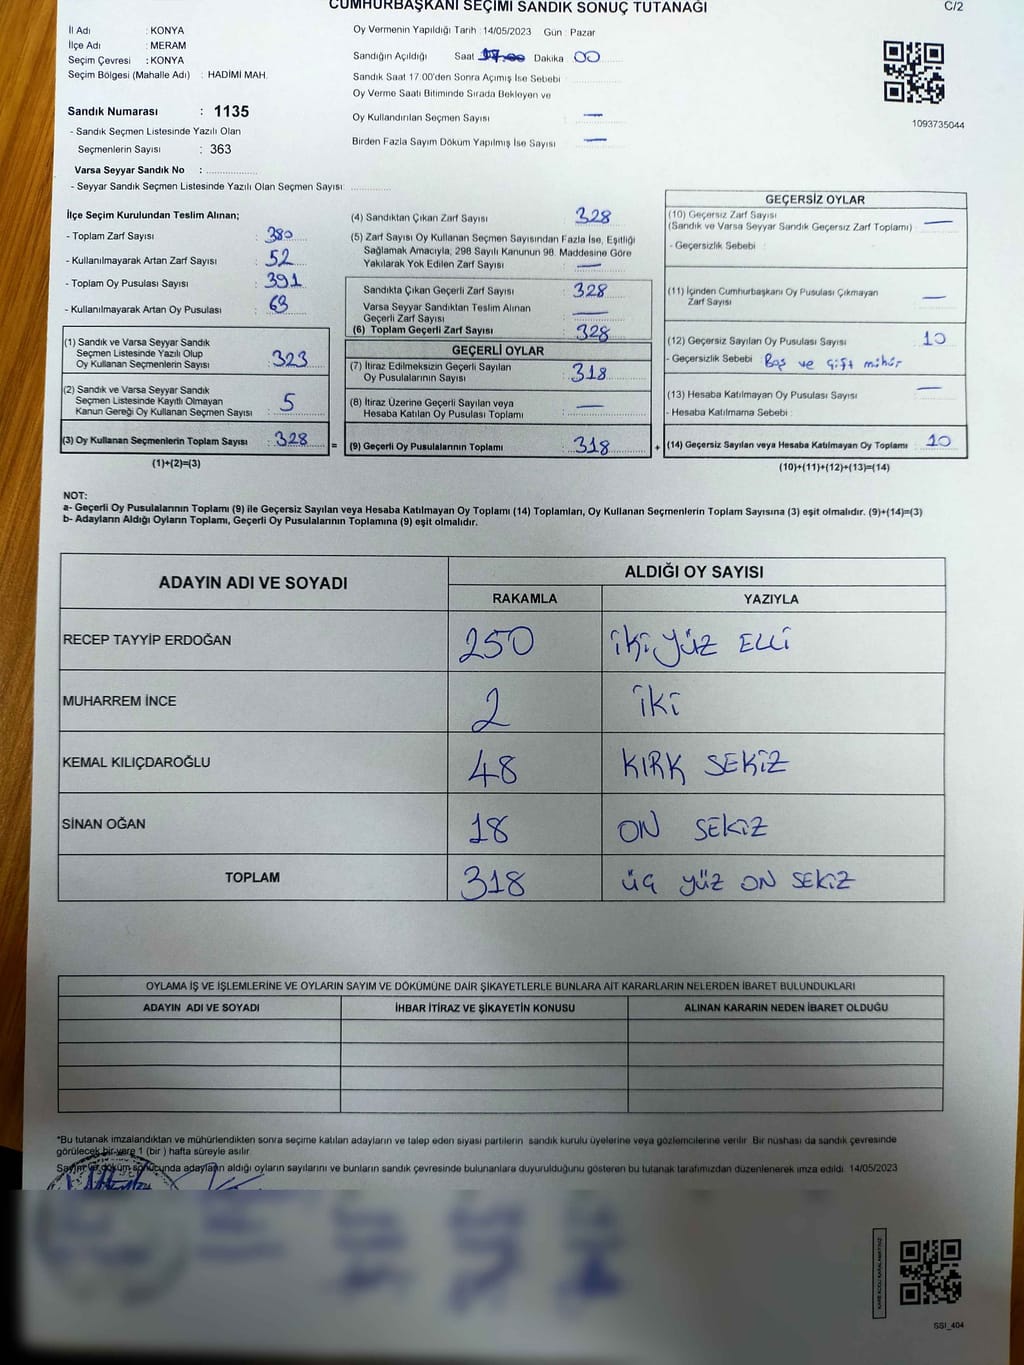 CUMHURBAŞKANI SEÇİMİ SANDIK SONUÇ TUTANAĞI
C/2
İl Adı : KONYA
İlçe Adı : MERAM
Seçim Çevresi : KONYA
Seçim Bölgesi (Mahalle Adı) : HADİMİ MAH.
Sandık Numarası : 1135
- Sandık Seçmen Listesinde Yazılı Olan
Seçmenlerin Sayısı : 363
Varsa Seyyar Sandık No :
- Seyyar Sandık Seçmen Listesinde Yazılı Olan Seçmen Sayısı:
Oy Vermenin Yapıldığı Tarih : 14/05/2023 Gün : Pazar
Sandığın Açıldığı Saat 17.00 Dakika 00
Sandık Saat 17:00'den Sonra Açımış İse Sebebi
Oy Verme Saati Bitiminde Sırada Bekleyen ve
Oy Kullandırılan Seçmen Sayısı —
Birden Fazla Sayım Döküm Yapılmış İse Sayısı —
1093735044
İlçe Seçim Kurulundan Teslim Alınan;
- Toplam Zarf Sayısı : 380
- Kullanılmayarak Artan Zarf Sayısı : 52
- Toplam Oy Pusulası Sayısı : 391
- Kullanılmayarak Artan Oy Pusulası : 63
(1) Sandık ve Varsa Seyyar Sandık
Seçmen Listesinde Yazılı Olup
Oy Kullanan Seçmenlerin Sayısı : 323
(2) Sandık ve Varsa Seyyar Sandık
Seçmen Listesinde Kayıtlı Olmayan
Kanun Gereği Oy Kullanan Seçmen Sayısı : 5
(3) Oy Kullanan Seçmenlerin Toplam Sayısı : 328
(1)+(2)=(3)
(4) Sandıktan Çıkan Zarf Sayısı : 328
(5) Zarf Sayısı Oy Kullanan Seçmen Sayısından Fazla İse, Eşitliği
Sağlamak Amacıyla, 298 Sayılı Kanunun 98. Maddesine Göre
Yakılarak Yok Edilen Zarf Sayısı : —
Sandıkta Çıkan Geçerli Zarf Sayısı : 328
Varsa Seyyar Sandıktan Teslim Alınan
Geçerli Zarf Sayısı : —
(6) Toplam Geçerli Zarf Sayısı : 328
GEÇERLİ OYLAR
(7) İtiraz Edilmeksizin Geçerli Sayılan
Oy Pusulalarının Sayısı : 318
(8) İtiraz Üzerine Geçerli Sayılan veya
Hesaba Katılan Oy Pusulası Toplamı : —
= (9) Geçerli Oy Pusulalarının Toplamı : 318
GEÇERSİZ OYLAR
(10) Geçersiz Zarf Sayısı
(Sandık ve Varsa Seyyar Sandık Geçersiz Zarf Toplamı) : —
- Geçersizlik Sebebi :
(11) İçinden Cumhurbaşkanı Oy Pusulası Çıkmayan
Zarf Sayısı : —
(12) Geçersiz Sayılan Oy Pusulası Sayısı : 10
- Geçersizlik Sebebi : Boş ve çift mühür
(13) Hesaba Katılmayan Oy Pusulası Sayısı : —
- Hesaba Katılmama Sebebi :
+ (14) Geçersiz Sayılan veya Hesaba Katılmayan Oy Toplamı : 10
(10)+(11)+(12)+(13)=(14)
NOT:
a- Geçerli Oy Pusulalarının Toplamı (9) ile Geçersiz Sayılan veya Hesaba Katılmayan Oy Toplamı (14) Toplamları, Oy Kullanan Seçmenlerin Toplam Sayısına (3) eşit olmalıdır. (9)+(14)=(3)
b- Adayların Aldığı Oyların Toplamı, Geçerli Oy Pusulalarının Toplamına (9) eşit olmalıdır.
ADAYIN ADI VE SOYADI
ALDIĞI OY SAYISI
RAKAMLA YAZIYLA
RECEP TAYYİP ERDOĞAN 250 iki yüz ELLİ
MUHARREM İNCE 2 iki
KEMAL KILIÇDAROĞLU 48 KIRK SEKİZ
SİNAN OĞAN 18 ON SEKİZ
TOPLAM 318 üç yüz ON SEKİZ
OYLAMA İŞ VE İŞLEMLERİNE VE OYLARIN SAYIM VE DÖKÜMÜNE DAİR ŞİKAYETLERLE BUNLARA AİT KARARLARIN NELERDEN İBARET BULUNDUKLARI
ADAYIN ADI VE SOYADI İHBAR İTİRAZ VE ŞİKAYETİN KONUSU ALINAN KARARIN NEDEN İBARET OLDUĞU
*Bu tutanak imzalandıktan ve mühürlendikten sonra seçime katılan adayların ve talep eden siyasi partilerin sandık kurulu üyelerine veya gözlemcilerine verilir. Bir nüshası da sandık çevresinde
görülecek bir yere 1 (bir) hafta süreyle asılır.
Sayım ve döküm sonucunda adayların aldığı oyların sayılarını ve bunların sandık çevresinde bulunanlara duyurulduğunu gösteren bu tutanak tarafımızdan düzenlenerek imza edildi. 14/05/2023
KARE KODU KARALAMAYINIZ
SSI_404